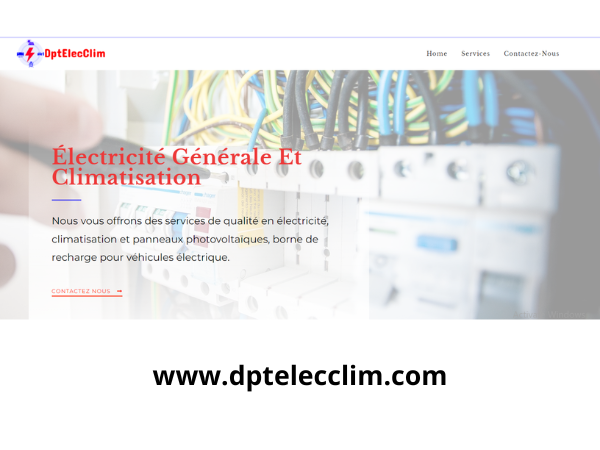 DptElecClim
Home Services Contactez-Nous
Électricité Générale Et
Climatisation
Nous vous offrons des services de qualité en électricité,
climatisation et panneaux photovoltaiques, borne de
recharge pour véhicules électrique.
CONTACTEZ NOUS ➞
www.dptelecclim.com